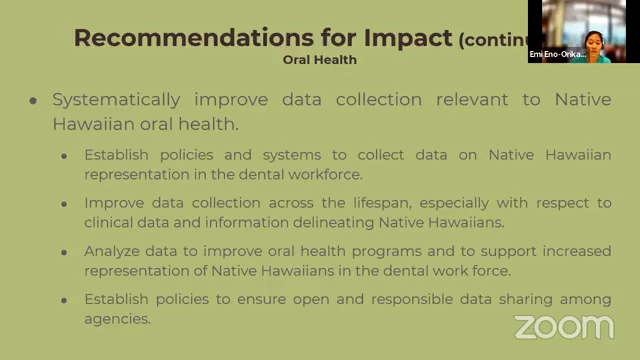 Recommendations for Impact (continu
Emi Eno-Orika...
Oral Health
● Systematically improve data collection relevant to Native
Hawaiian oral health.
● Establish policies and systems to collect data on Native Hawaiian
representation in the dental workforce.
● Improve data collection across the lifespan, especially with respect to
clinical data and information delineating Native Hawaiians.
● Analyze data to improve oral health programs and to support increased
representation of Native Hawaiians in the dental work force.
● Establish policies to ensure open and responsible data sharing among
agencies.
zoom